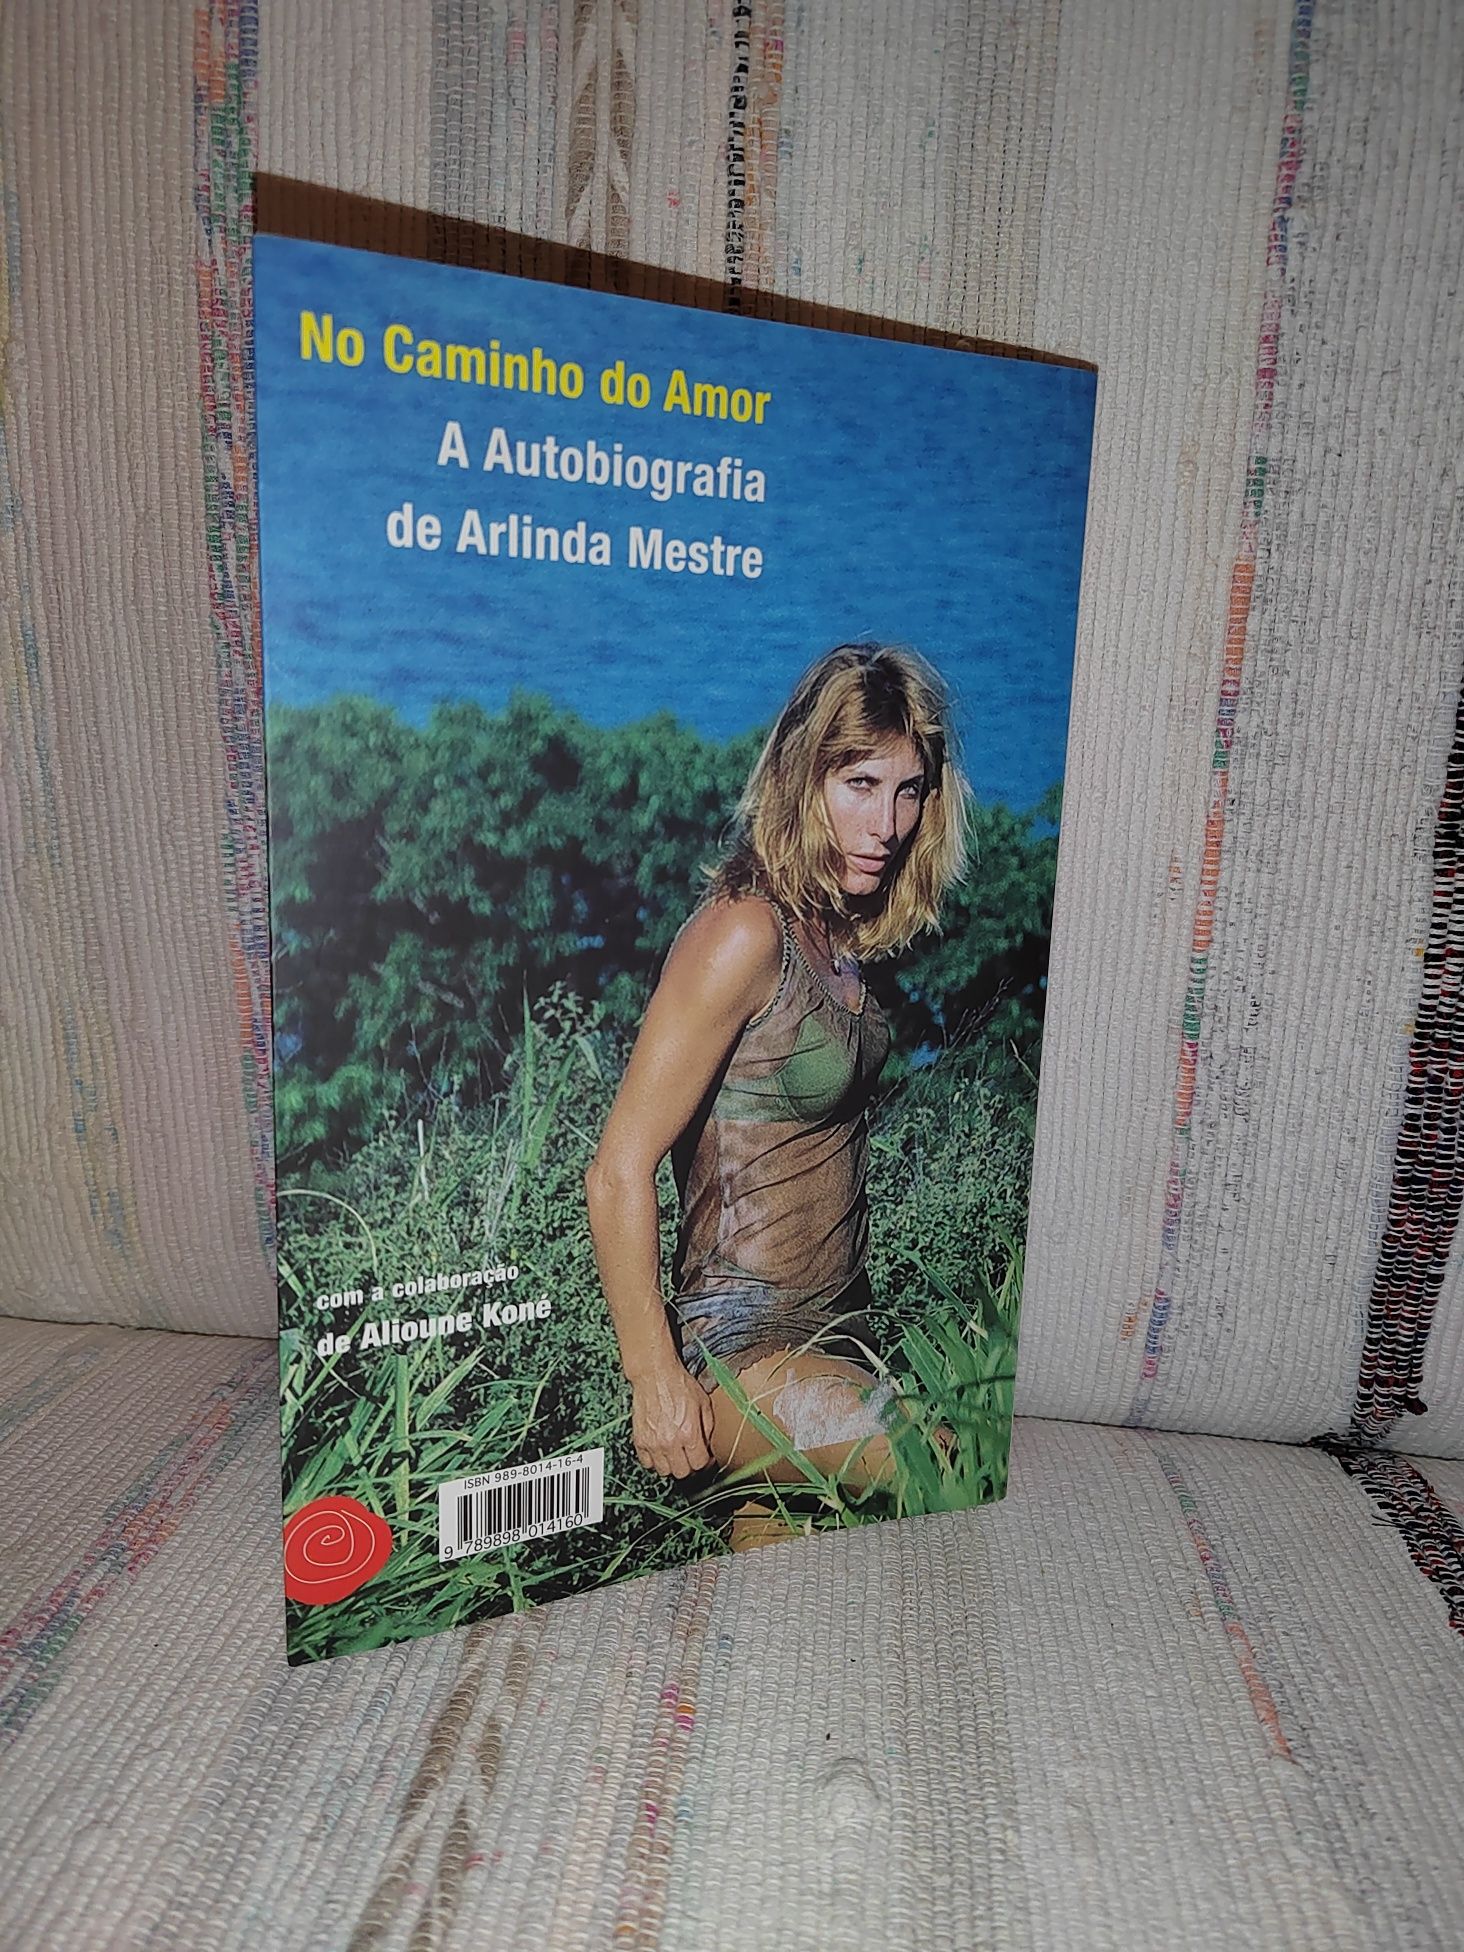 No Caminho do Amor
A Autobiografia
de Arlinda Mestre
com a colaboração
de Alioune Koné
ISBN 989-8014-16-4
9 789898 014160